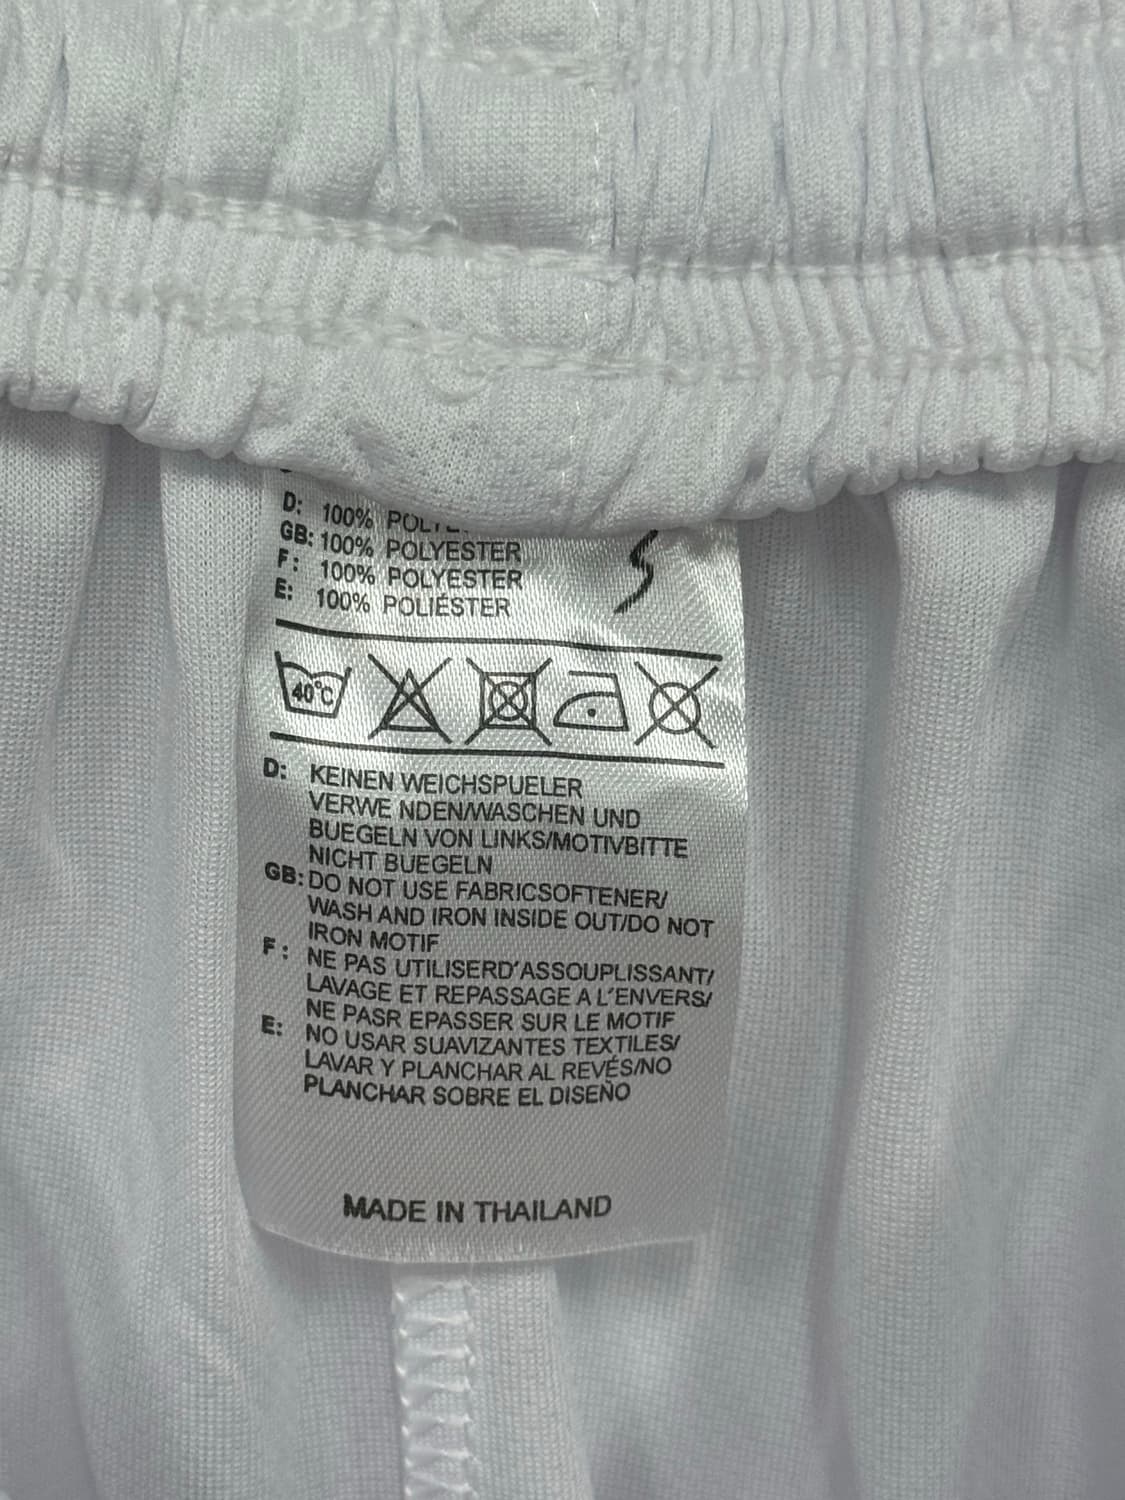 D: 100%
GB: 100% POLYESTER
F: 100% POLYESTER
E: 100% POLIÉSTER
S
40°C
D: KEINEN WEICHSPUELER
VERWE NDEN/WASCHEN UND
BUEGELN VON LINKS/MOTIVBITTE
NICHT BUEGELN
GB: DO NOT USE FABRICSOFTENER/
WASH AND IRON INSIDE OUT/DO NOT
IRON MOTIF
F: NE PAS UTILISERD'ASSOUPLISSANT/
LAVAGE ET REPASSAGE A L'ENVERS/
NE PASR EPASSER SUR LE MOTIF
E: NO USAR SUAVIZANTES TEXTILES/
LAVAR Y PLANCHAR AL REVÉS/NO
PLANCHAR SOBRE EL DISEÑO
MADE IN THAILAND